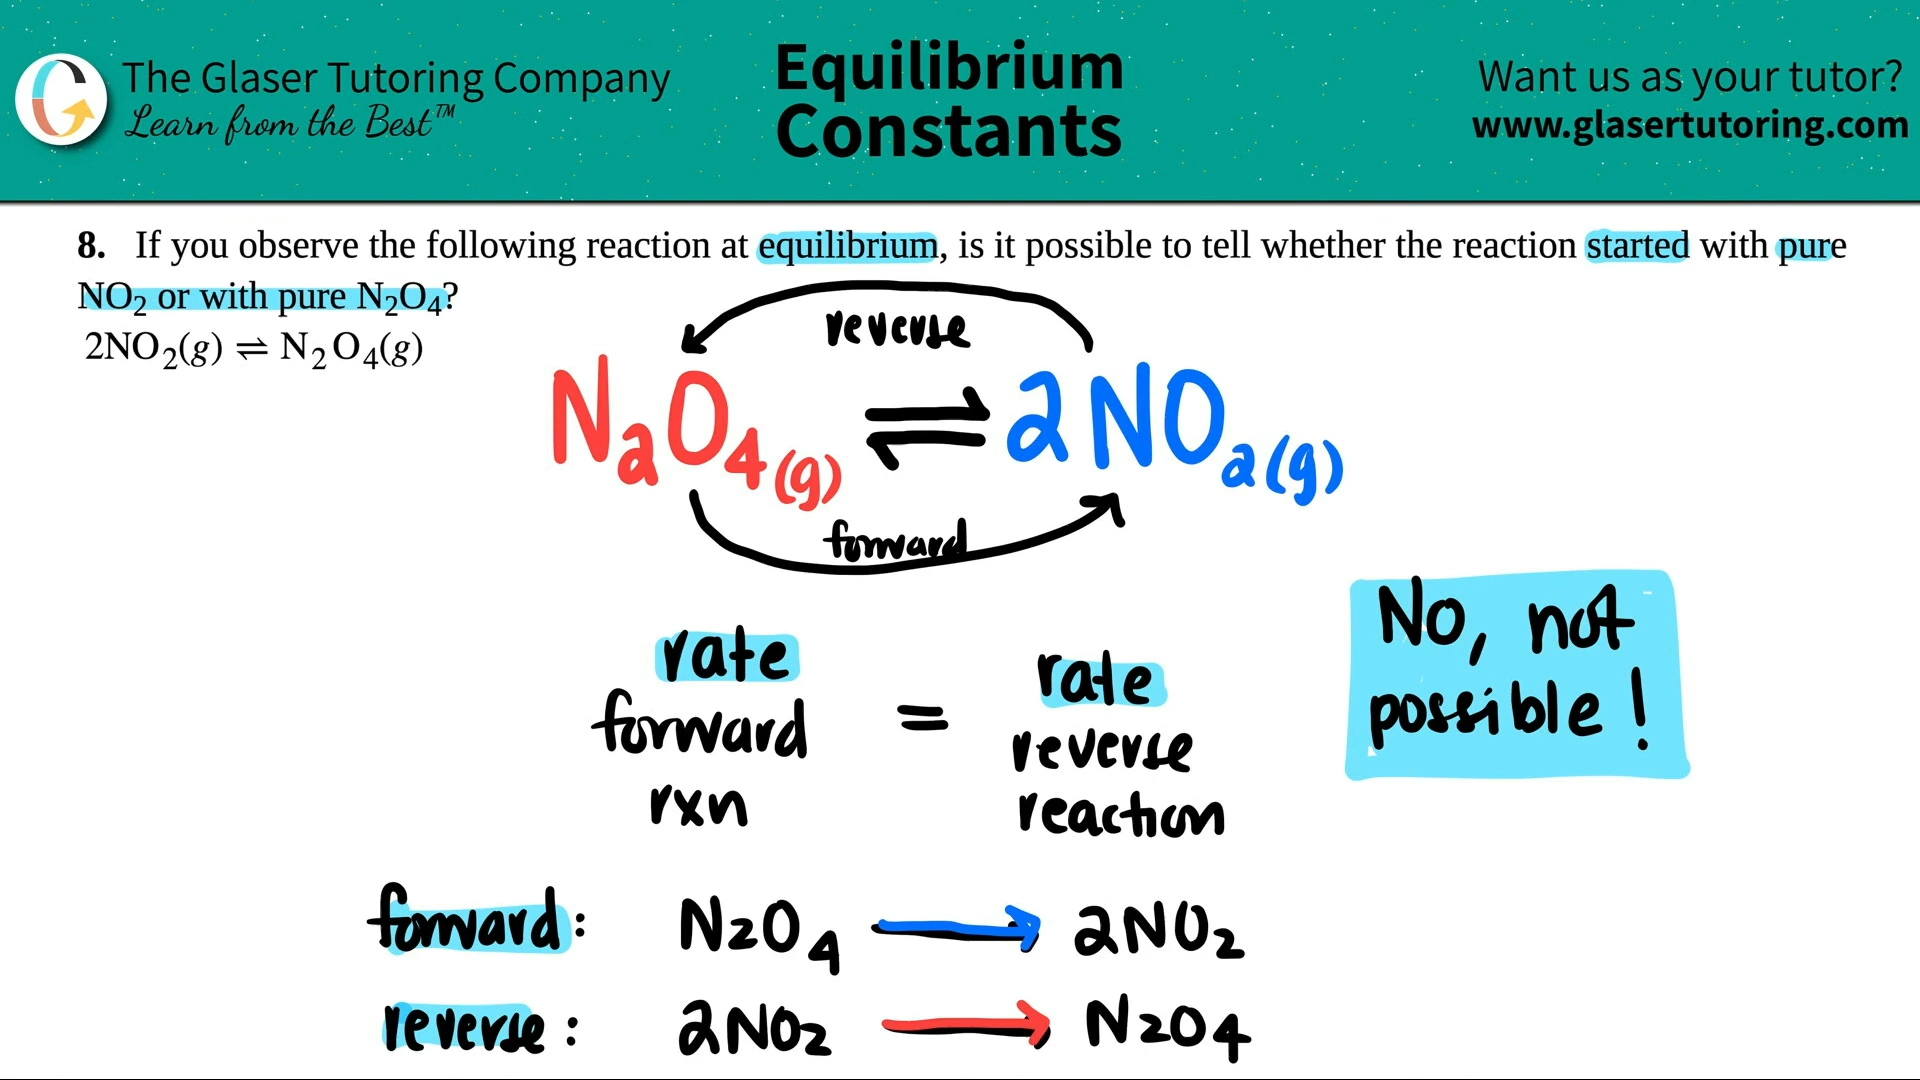 The Glaser Tutoring Company
Learn from the Best™
Equilibrium
Constants
Want us as your tutor?
www.glasertutoring.com
8. If you observe the following reaction at equilibrium, is it possible to tell whether the reaction started with pure
NO₂ or with pure N₂O₄?
2NO₂(g) ⇌ N₂O₄(g)
reverse
N₂O₄(g) ⇌ 2NO₂(g)
forward
rate
forward
rxn
=
rate
reverse
reaction
No, not
possible!
forward: N₂O₄ → 2NO₂
reverse: 2NO₂ → N₂O₄